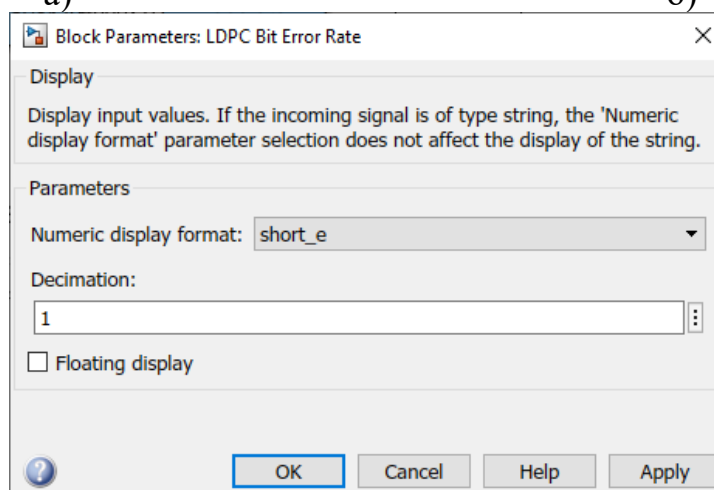 а)
б)
Block Parameters: LDPC Bit Error Rate
Display
Display input values. If the incoming signal is of type string, the 'Numeric
display format' parameter selection does not affect the display of the string.
Parameters
Numeric display format: short_e
Decimation:
1
Floating display
OK Cancel Help Apply